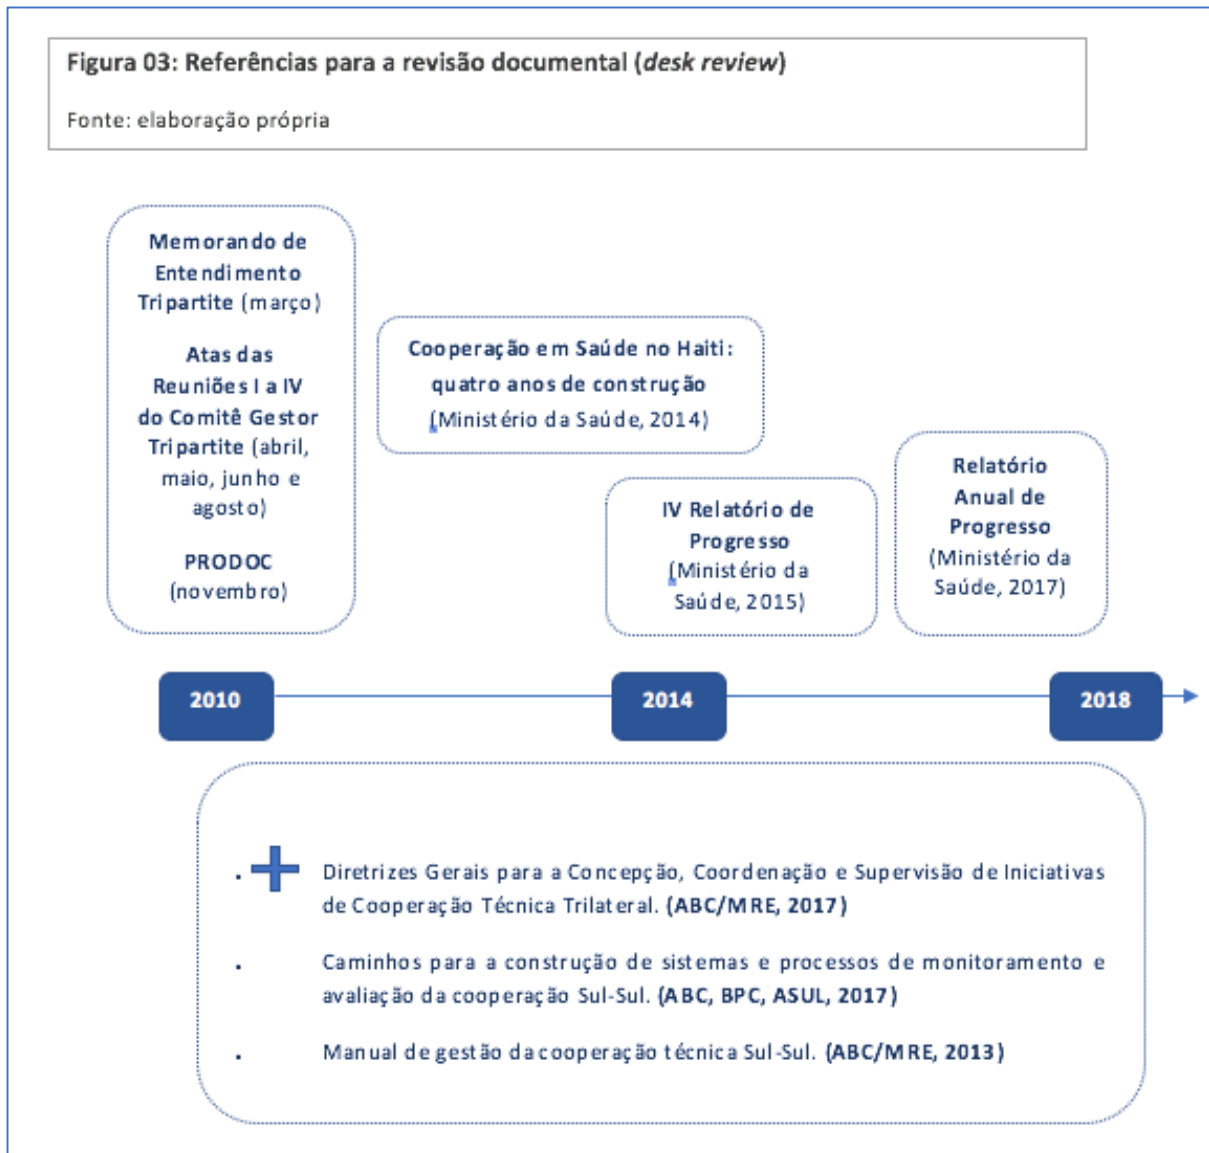 Figura 03: Referências para a revisão documental (desk review)
Fonte: elaboração própria
Memorando de
Entendimento
Tripartite (março)
Atas das
Reuniões I a IV
do Comitê Gestor
Tripartite (abril,
maio, junho e
agosto)
PRODOC
(novembro)
Cooperação em Saúde no Haiti:
quatro anos de construção
(Ministério da Saúde, 2014)
IV Relatório de
Progresso
(Ministério da
Saúde, 2015)
Relatório
Anual de
Progresso
(Ministério da
Saúde, 2017)
2010
2014
2018
. Diretrizes Gerais para a Concepção, Coordenação e Supervisão de Iniciativas
de Cooperação Técnica Trilateral. (ABC/MRE, 2017)
. Caminhos para a construção de sistemas e processos de monitoramento e
avaliação da cooperação Sul-Sul. (ABC, BPC, ASUL, 2017)
. Manual de gestão da cooperação técnica Sul-Sul. (ABC/MRE, 2013)